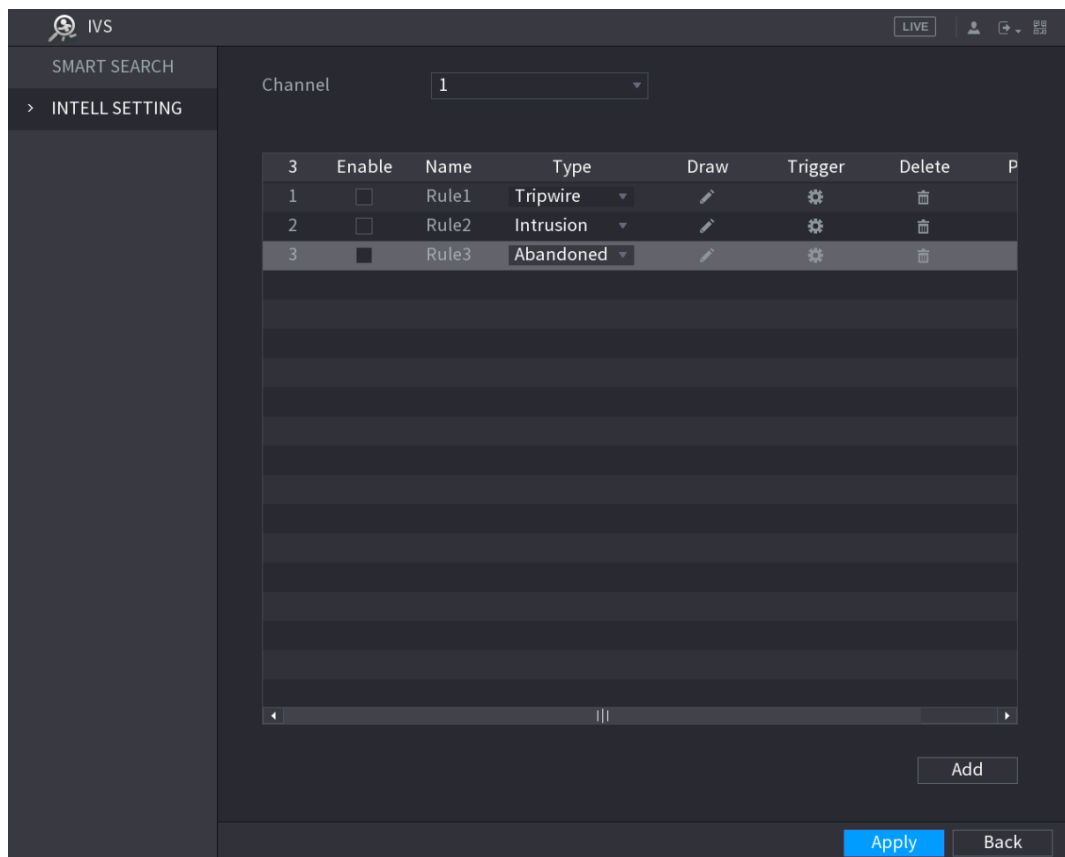 IVS LIVE
SMART SEARCH
INTELL SETTING
Channel 1
3 Enable Name Type Draw Trigger Delete P
1 Rule1 Tripwire
2 Rule2 Intrusion
3 Rule3 Abandoned
Add
Apply Back